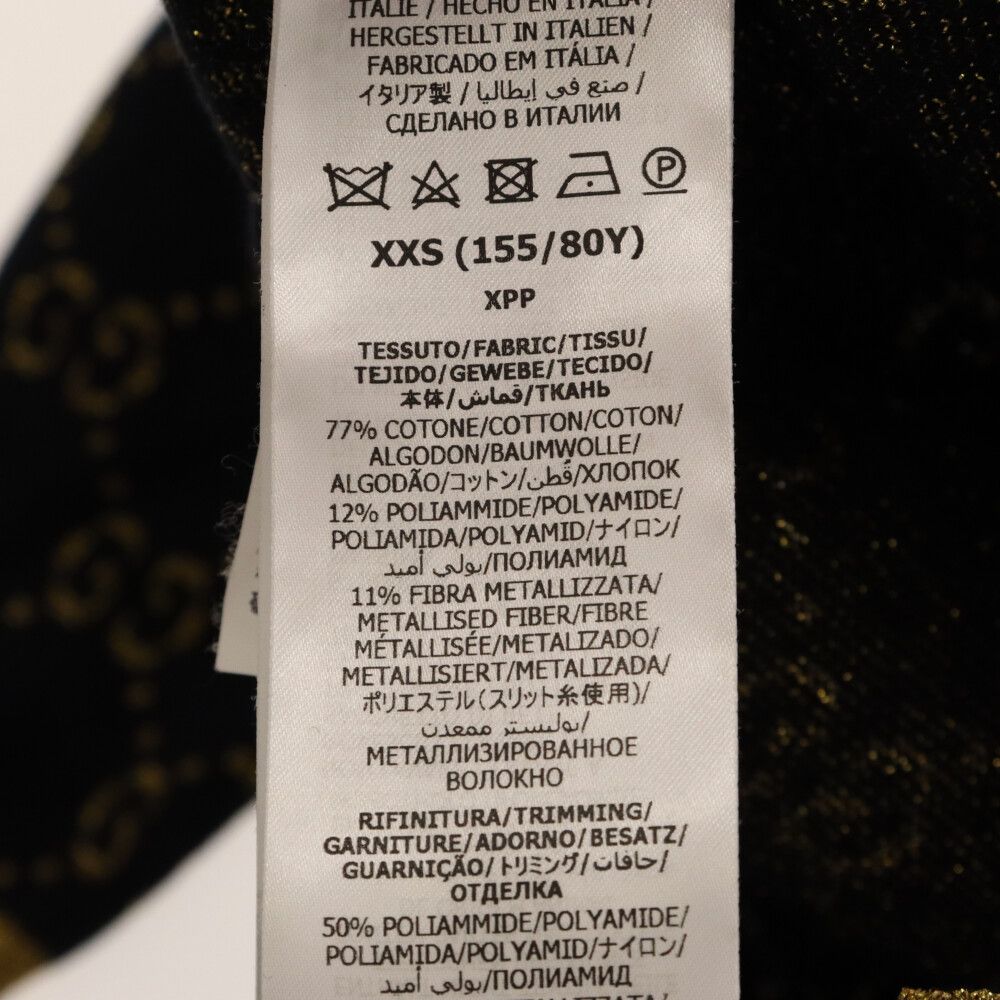 ITALIE / HECHO EN ITALIA /
HERGESTELLT IN ITALIEN /
FABRICADO EM ITÁLIA /
イタリア製 / صنع في إيطاليا /
СДЕЛАНО В ИТАЛИИ
P
XXS (155/80Y)
XPP
TESSUTO/FABRIC/TISSU/
TEJIDO/GEWEBE/TECIDO/
本体/قماش/ТКАНЬ
77% COTONE/COTTON/COTON/
ALGODON/BAUMWOLLE/
ALGODÃO/コットン/قطن/ХЛОПОК
12% POLIAMMIDE/POLYAMIDE/
POLIAMIDA/POLYAMID/ナイロン/
بولي أميد/ПОЛИАМИД
11% FIBRA METALLIZZATA/
METALLISED FIBER/FIBRE
MÉTALLISÉE/METALIZADO/
METALLISIERT/METALIZADA/
ポリエステル(スリット糸使用)/
بوليستر ممعدن/
МЕТАЛЛИЗИРОВАННОЕ
ВОЛОКНО
RIFINITURA/TRIMMING/
GARNITURE/ADORNO/BESATZ/
GUARNIÇÃO/トリミング/حافات/
ОТДЕЛКА
50% POLIAMMIDE/POLYAMIDE/
POLIAMIDA/POLYAMID/ナイロン/
بولي أميد/ПОЛИАМИД